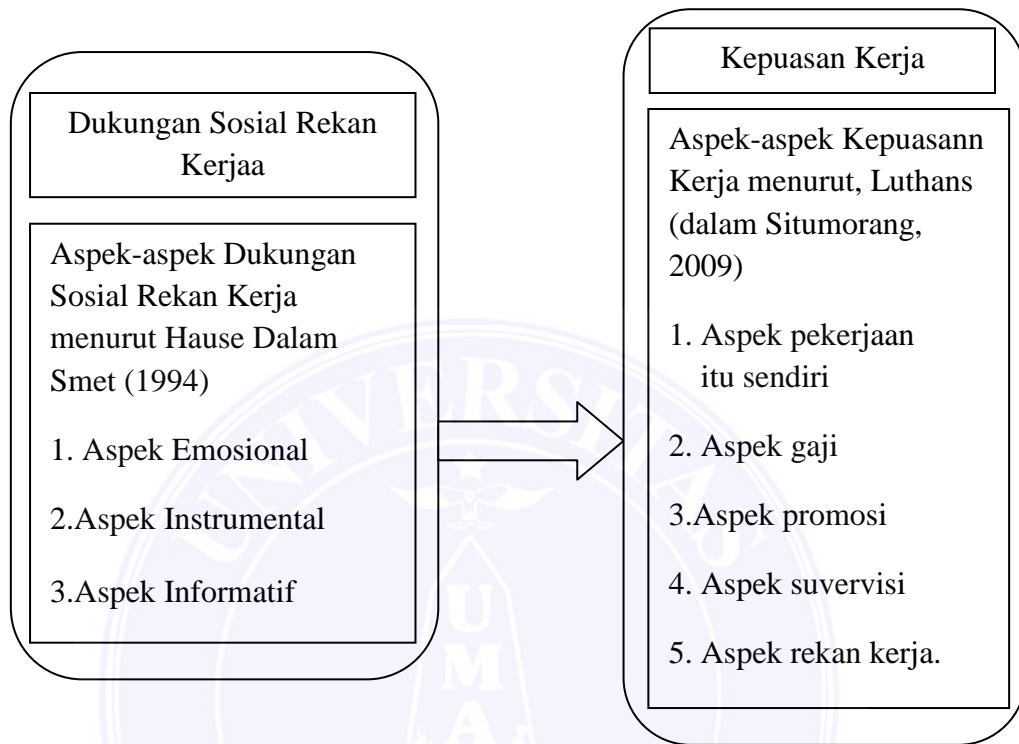 Dukungan Sosial Rekan
Kerjaa
Aspek-aspek Dukungan
Sosial Rekan Kerja
menurut Hause Dalam
Smet (1994)
1. Aspek Emosional
2.Aspek Instrumental
3.Aspek Informatif
Kepuasan Kerja
Aspek-aspek Kepuasann
Kerja menurut, Luthans
(dalam Situmorang,
2009)
1. Aspek pekerjaan
itu sendiri
2. Aspek gaji
3.Aspek promosi
4. Aspek suvervisi
5. Aspek rekan kerja.
UNIVERSITAS
U
M
A